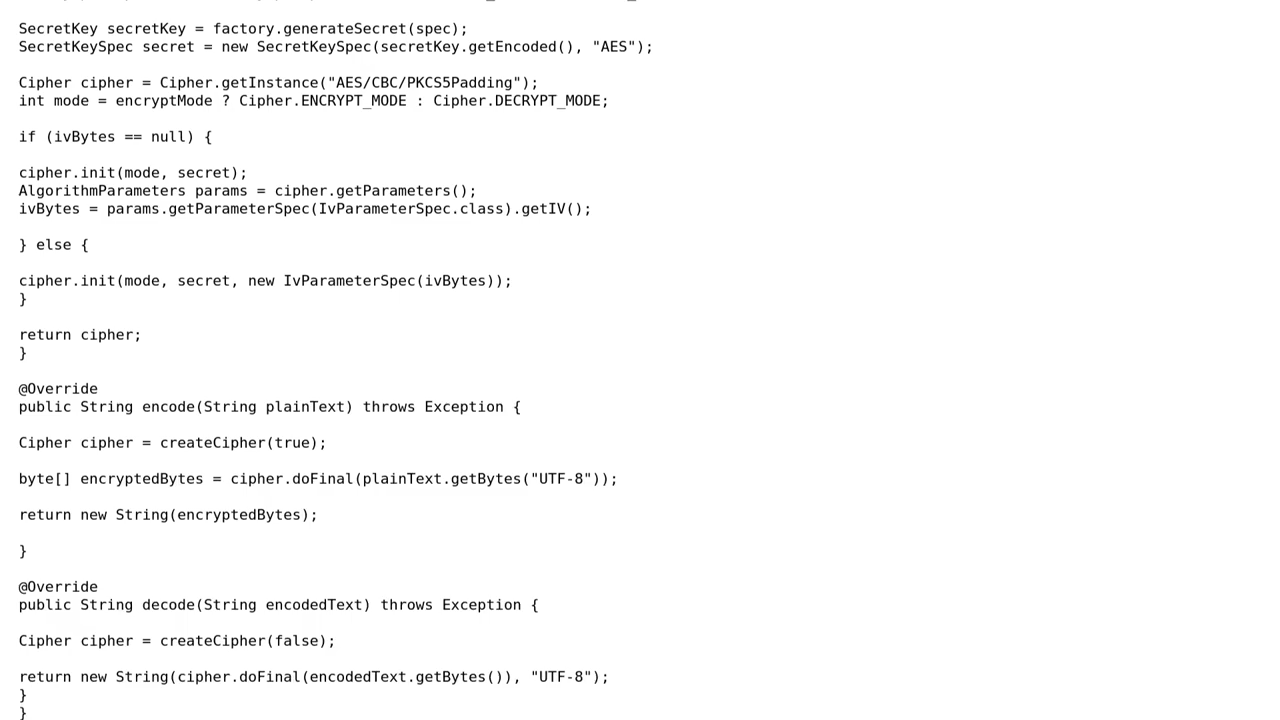 SecretKey secretKey = factory.generateSecret(spec);
SecretKeySpec secret = new SecretKeySpec(secretKey.getEncoded(), "AES");
Cipher cipher = Cipher.getInstance("AES/CBC/PKCS5Padding");
int mode = encryptMode ? Cipher.ENCRYPT_MODE : Cipher.DECRYPT_MODE;
if (ivBytes == null) {
cipher.init(mode, secret);
AlgorithmParameters params = cipher.getParameters();
ivBytes = params.getParameterSpec(IvParameterSpec.class).getIV();
} else {
cipher.init(mode, secret, new IvParameterSpec(ivBytes));
}
return cipher;
}
@Override
public String encode(String plainText) throws Exception {
Cipher cipher = createCipher(true);
byte[] encryptedBytes = cipher.doFinal(plainText.getBytes("UTF-8"));
return new String(encryptedBytes);
}
@Override
public String decode(String encodedText) throws Exception {
Cipher cipher = createCipher(false);
return new String(cipher.doFinal(encodedText.getBytes()), "UTF-8");
}
}